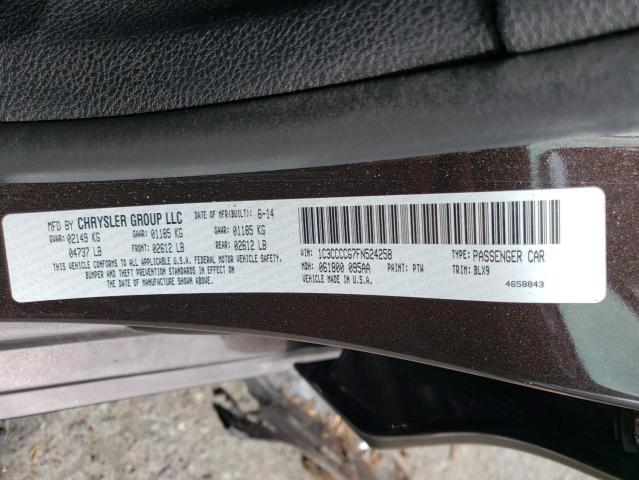 MFD BY CHRYSLER GROUP LLC DATE OF MFR(BUILT): 6-14
GVWR: 02149 KG GAWR: 01185 KG GAWR: 01185 KG
04737 LB FRONT: 02612 LB REAR: 02612 LB
THIS VEHICLE CONFORMS TO ALL APPLICABLE U.S.A. FEDERAL MOTOR VEHICLE SAFETY,
BUMPER AND THEFT PREVENTION STANDARDS IN EFFECT ON
THE DATE OF MANUFACTURE SHOWN ABOVE.
VIN: 1C3CCCCG7FN524250 TYPE: PASSENGER CAR
MDH: 061800 095AA PAINT: PTW TRIM: BLX9
VEHICLE MADE IN U.S.A. 4658843